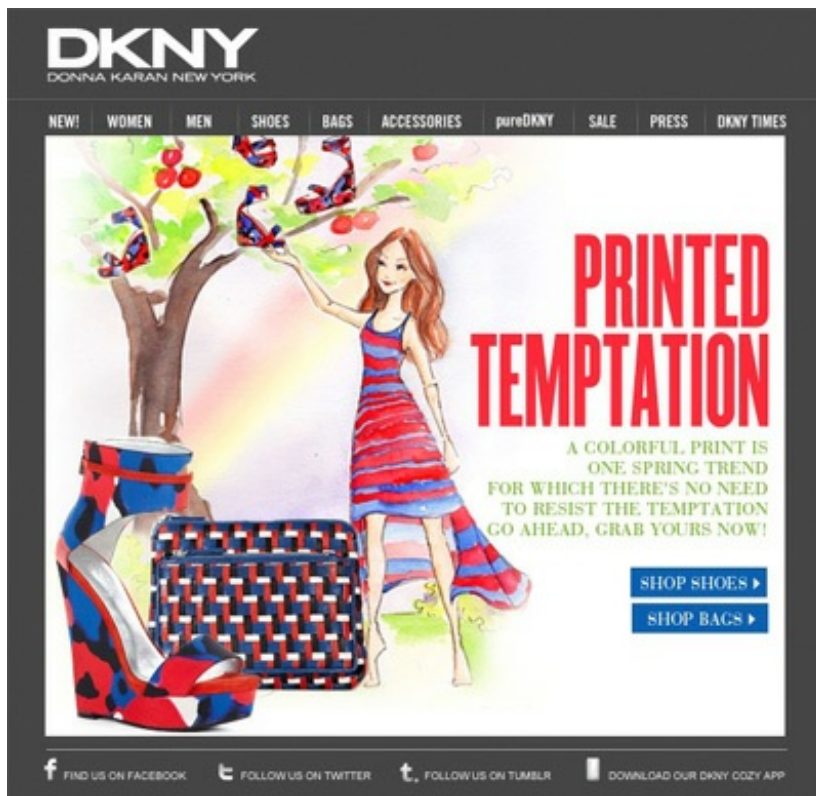 DKNY
DONNA KARAN NEW YORK
NEW! WOMEN MEN SHOES BAGS ACCESSORIES pureDKNY SALE PRESS DKNY TIMES
PRINTED
TEMPTATION
A COLORFUL PRINT IS
ONE SPRING TREND
FOR WHICH THERE'S NO NEED
TO RESIST THE TEMPTATION
GO AHEAD, GRAB YOURS NOW!
SHOP SHOES
SHOP BAGS
f FIND US ON FACEBOOK t FOLLOW US ON TWITTER t. FOLLOW US ON TUMBLR DOWNLOAD OUR DKNY COZY APP